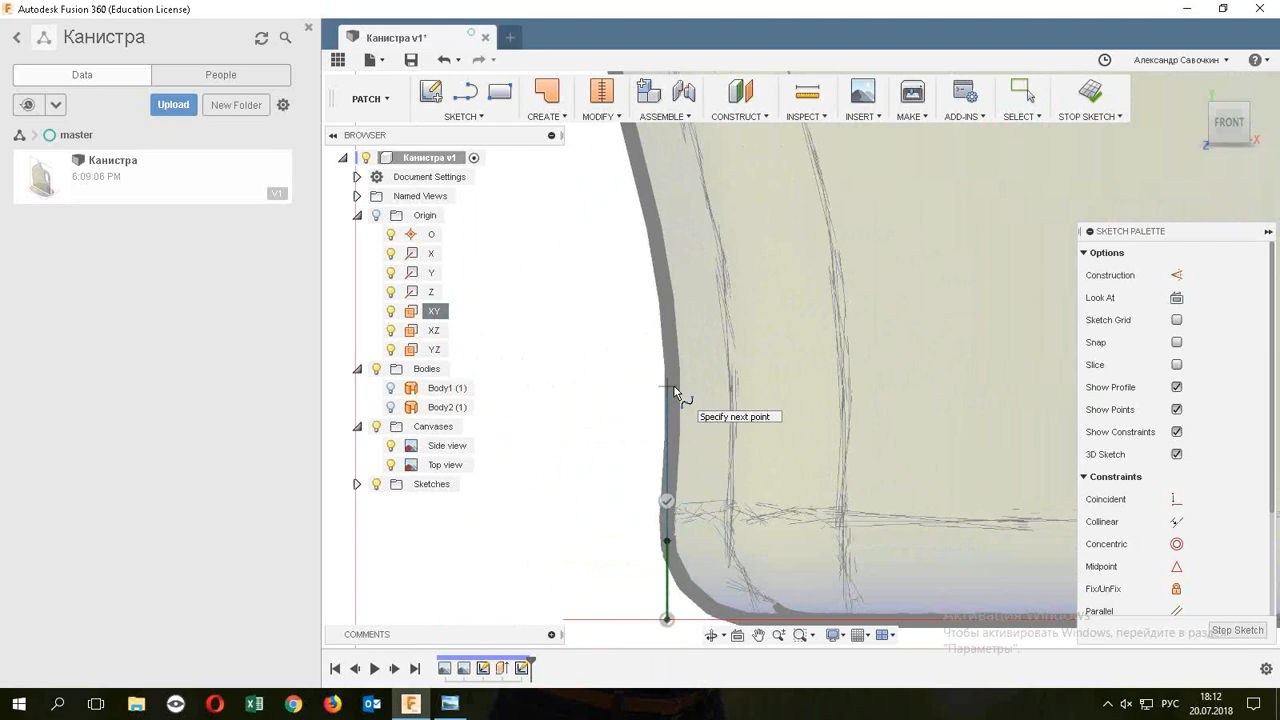 Autodesk Fusion 360 (Education License)
Канистра
Data
People
Upload
New Folder
master
Канистра
6:09:06 PM
V1
Канистра v1*
Александр Савочкин
PATCH
SKETCH
CREATE
MODIFY
ASSEMBLE
CONSTRUCT
INSPECT
INSERT
MAKE
ADD-INS
SELECT
STOP SKETCH
BROWSER
Канистра v1
Document Settings
Named Views
Origin
O
X
Y
Z
XY
XZ
YZ
Bodies
Body1 (1)
Body2 (1)
Canvases
Side view
Top view
Sketches
COMMENTS
Specify next point
FRONT
Y
Z
X
SKETCH PALETTE
Options
Construction
Look At
Sketch Grid
Snap
Slice
Show Profile
Show Points
Show Constraints
3D Sketch
Constraints
Coincident
Collinear
Concentric
Midpoint
Fix/UnFix
Parallel
Stop Sketch
Активация Windows
Чтобы активировать Windows, перейдите в разд
"Параметры".
РУС
18:12
20.07.2018